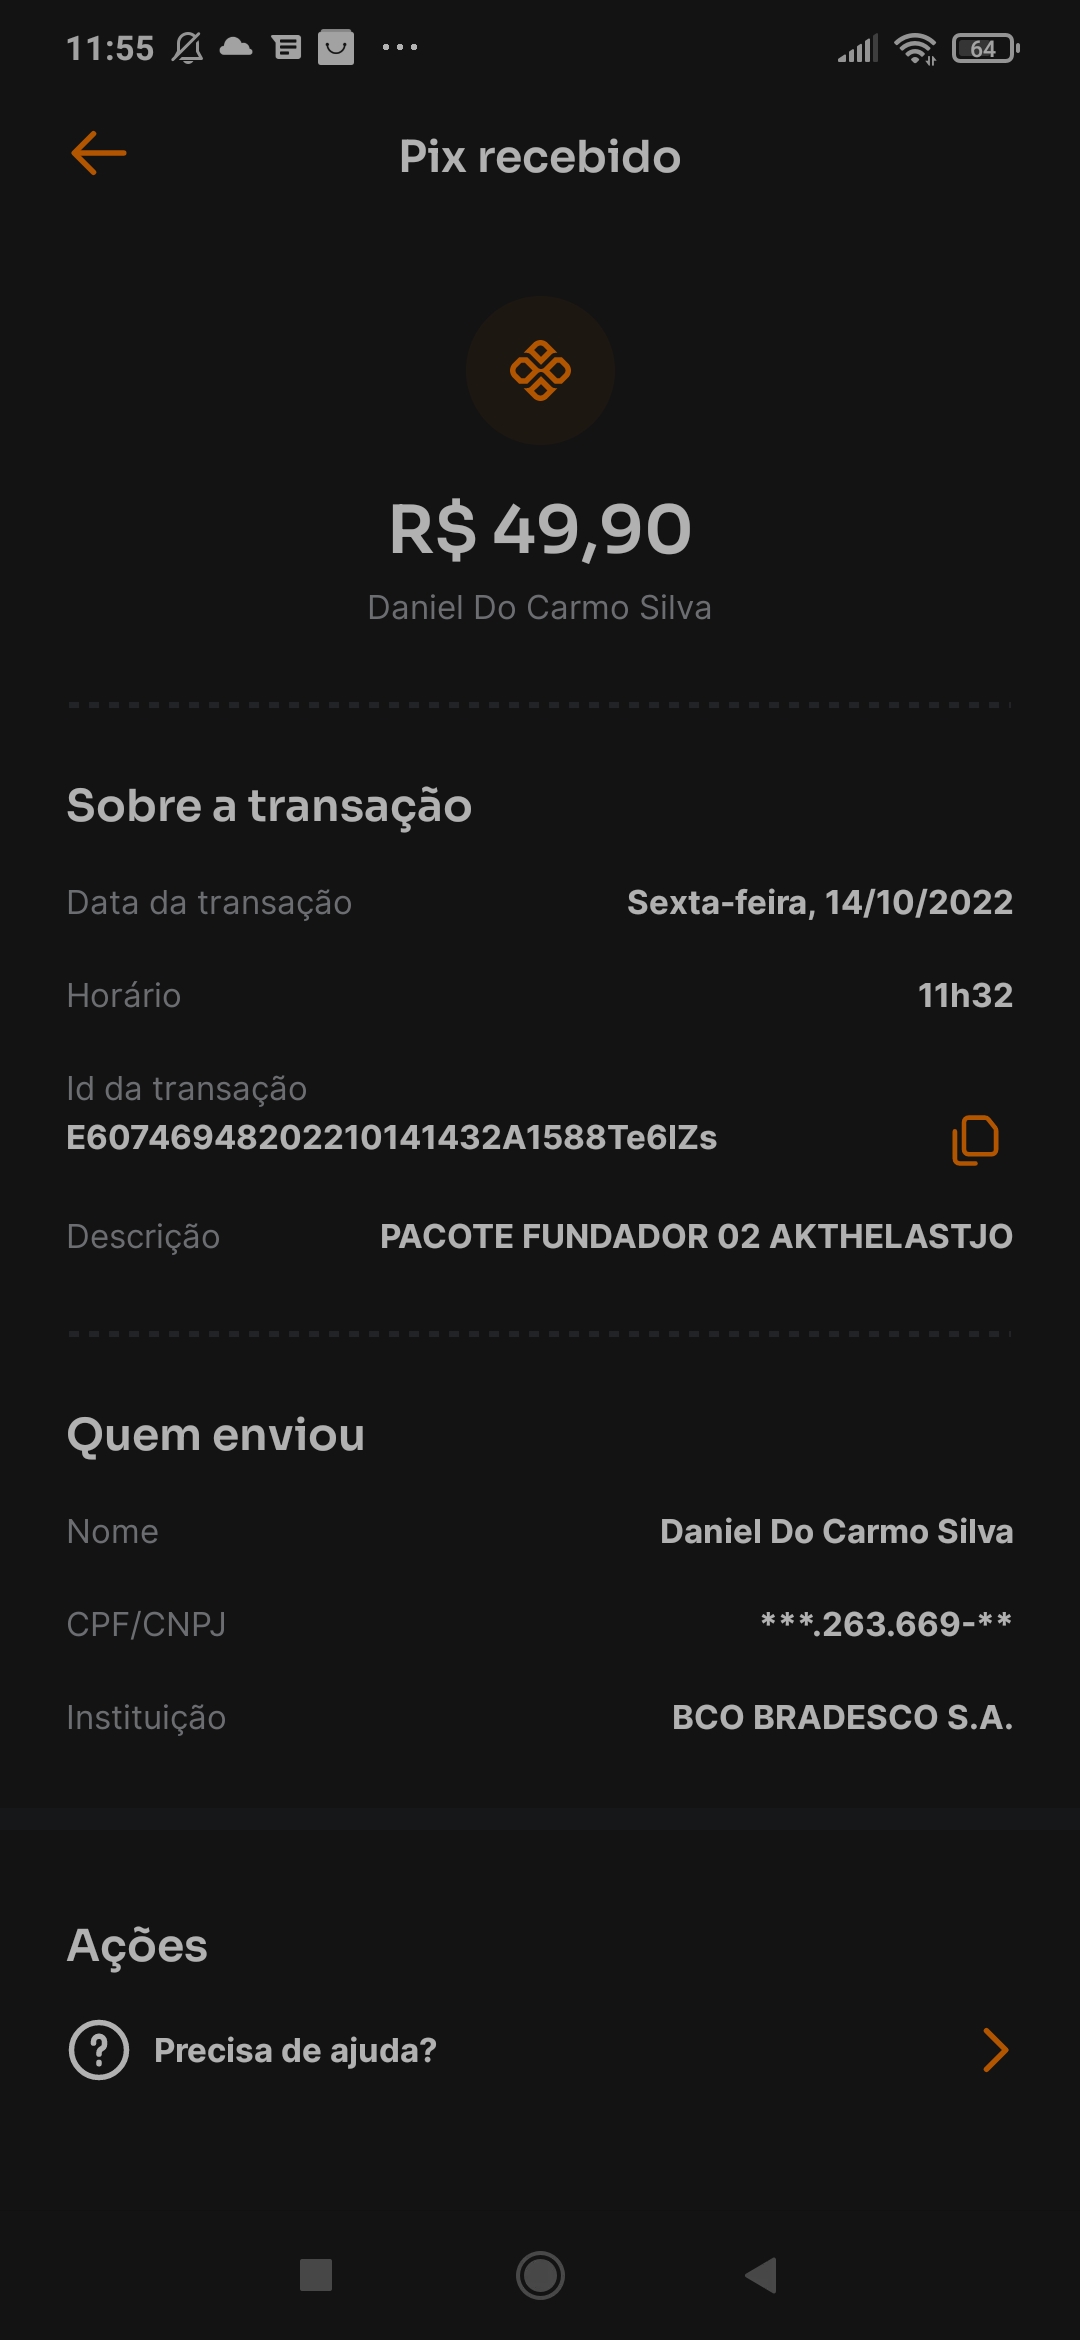 11:55
64
Pix recebido
R$ 49,90
Daniel Do Carmo Silva
Sobre a transação
Data da transação Sexta-feira, 14/10/2022
Horário 11h32
Id da transação
E60746948202210141432A1588Te6IZs
Descrição PACOTE FUNDADOR 02 AKTHELASTJO
Quem enviou
Nome Daniel Do Carmo Silva
CPF/CNPJ ***.263.669-**
Instituição BCO BRADESCO S.A.
Ações
Precisa de ajuda?